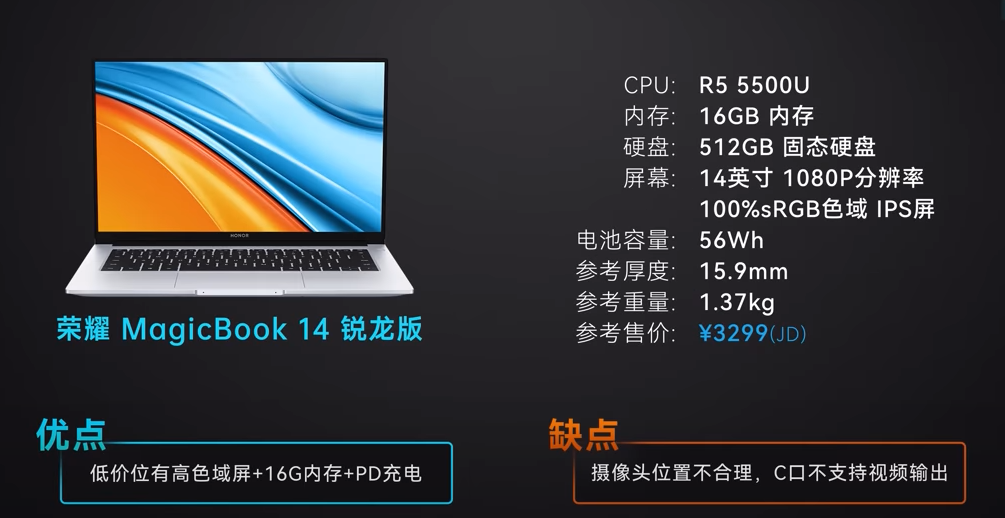 HONOR
荣耀 MagicBook 14 锐龙版
CPU: R5 5500U
内存: 16GB 内存
硬盘: 512GB 固态硬盘
屏幕: 14英寸 1080P分辨率
100%sRGB色域 IPS屏
电池容量: 56Wh
参考厚度: 15.9mm
参考重量: 1.37kg
参考售价: ¥3299(JD)
优点
低价位有高色域屏+16G内存+PD充电
缺点
摄像头位置不合理，C口不支持视频输出